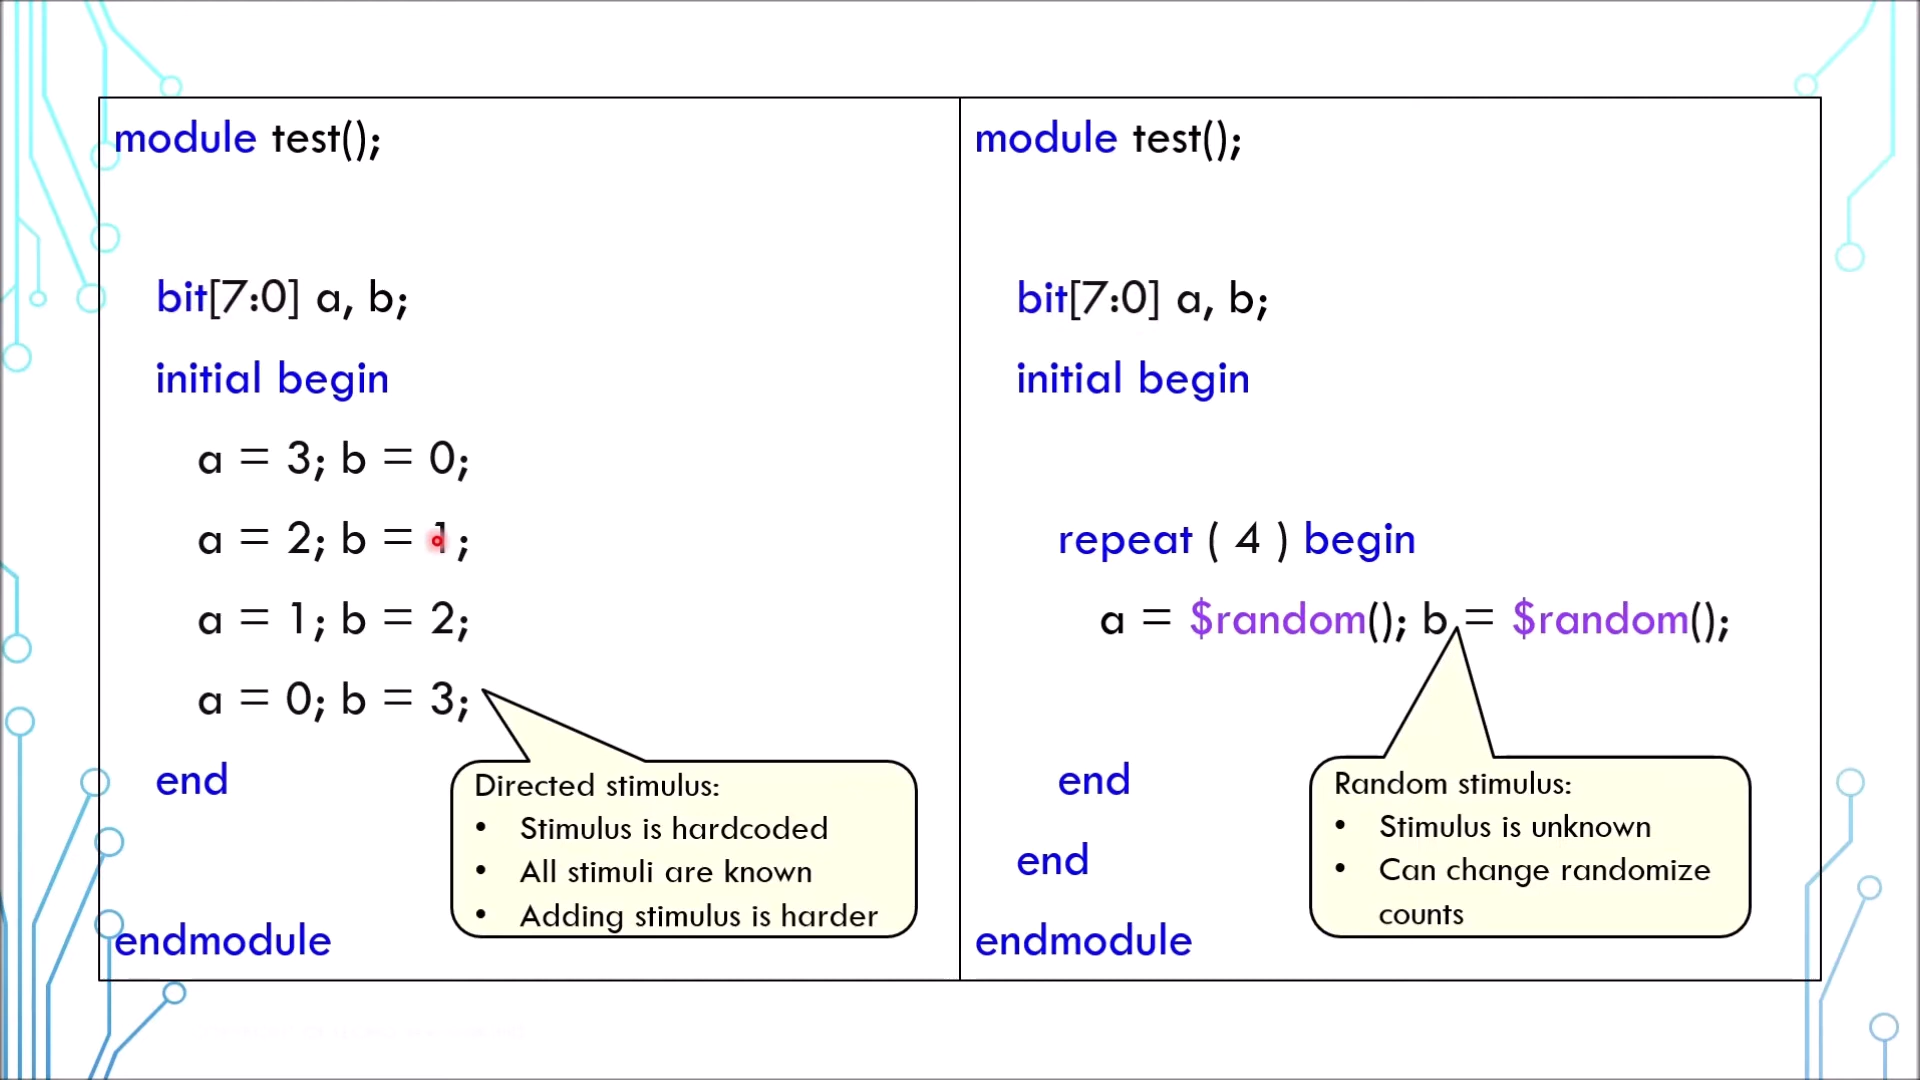 module test();
bit[7:0] a, b;
initial begin
a = 3; b = 0;
a = 2; b = 1;
a = 1; b = 2;
a = 0; b = 3;
end
endmodule
Directed stimulus:
• Stimulus is hardcoded
• All stimuli are known
• Adding stimulus is harder
module test();
bit[7:0] a, b;
initial begin
repeat ( 4 ) begin
a = $random(); b = $random();
end
end
endmodule
Random stimulus:
• Stimulus is unknown
• Can change randomize
counts